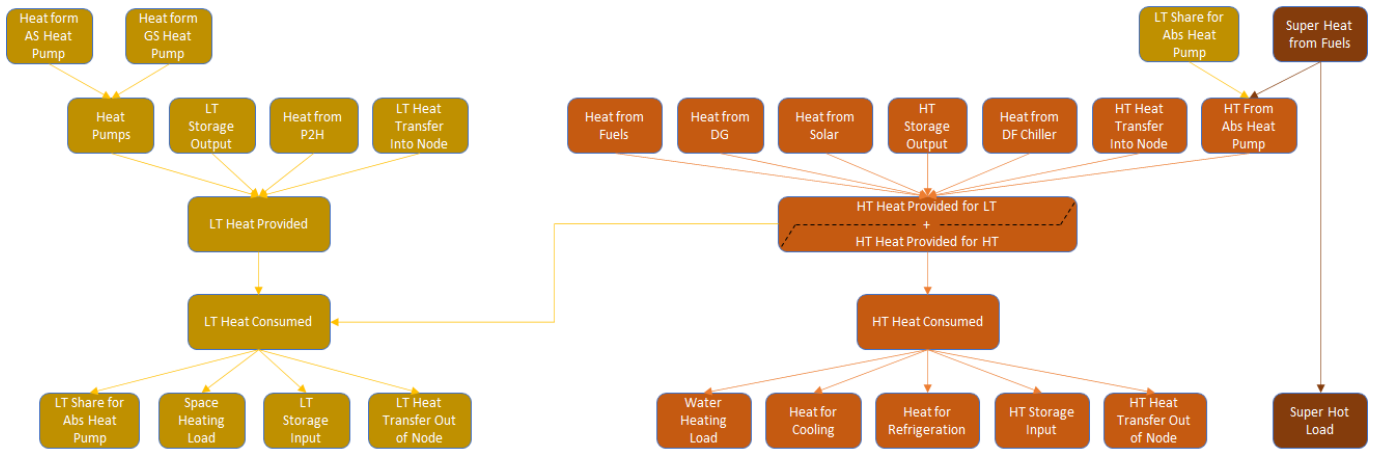 Heat form
AS Heat
Pump
Heat form
GS Heat
Pump
LT Share for
Abs Heat
Pump
Super Heat
from Fuels
Heat
Pumps
LT
Storage
Output
Heat from
P2H
LT Heat
Transfer
Into Node
Heat from
Fuels
Heat from
DG
Heat from
Solar
HT
Storage
Output
Heat from
DF Chiller
HT Heat
Transfer
Into Node
HT From
Abs Heat
Pump
LT Heat Provided
HT Heat Provided for LT
+
HT Heat Provided for HT
LT Heat Consumed
HT Heat Consumed
LT Share for
Abs Heat
Pump
Space
Heating
Load
LT
Storage
Input
LT Heat
Transfer Out
of Node
Water
Heating
Load
Heat for
Cooling
Heat for
Refrigeration
HT Storage
Input
HT Heat
Transfer Out
of Node
Super Hot
Load